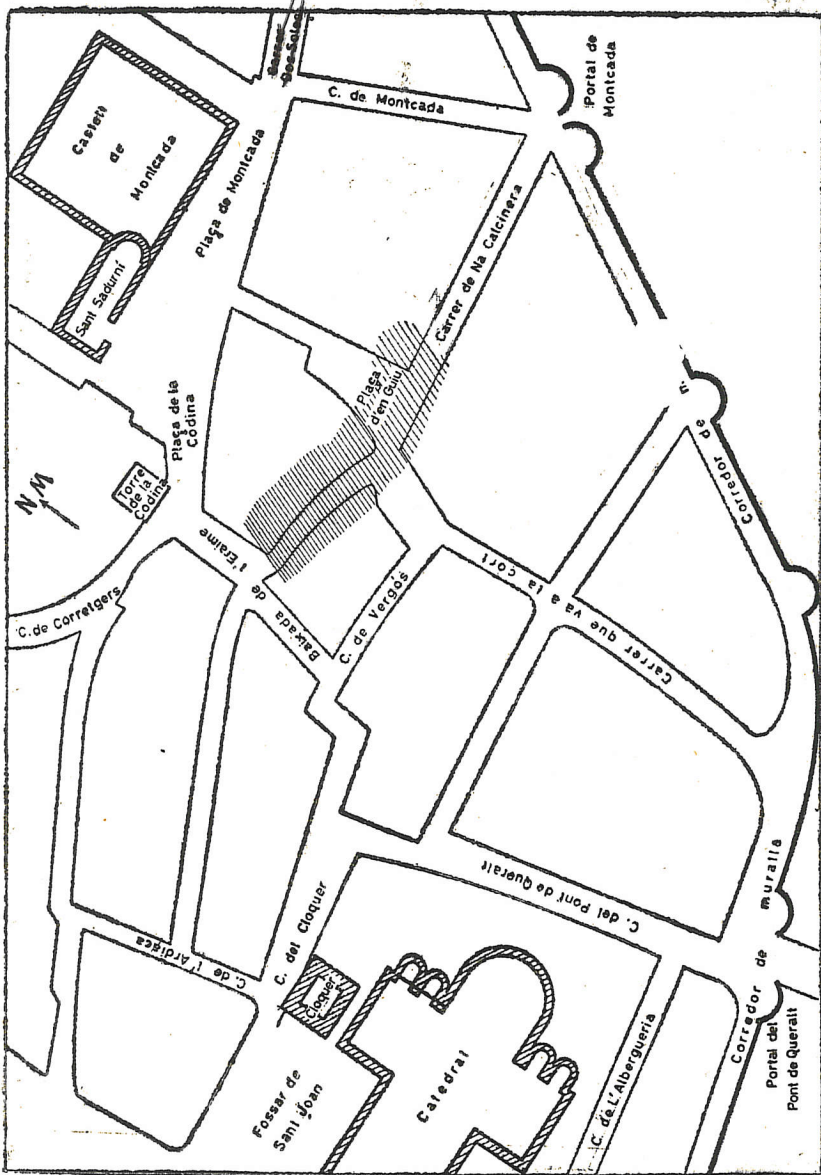 Castell
de
Montcada
Sant Sadurní
Plaça de Montcada
C. de Montcada
Portal de
Montcada
Carrer de Na Calcinera
Plaça
d'en Guiu
Plaça de la
Codina
Torre
de la
Codina
NM
C. de Corretgers
Baixada de l'Eraime
C. de Vergós
Carrer que va a la cort
Corredor de m.
C. de l'Ardiaca
C. del Cloquer
Cloquer
Fossar de
Sant Joan
Catedral
C. del Pont de Queralt
C. de L'Albergueria
Corredor de muralla
Portal del
Pont de Queralt